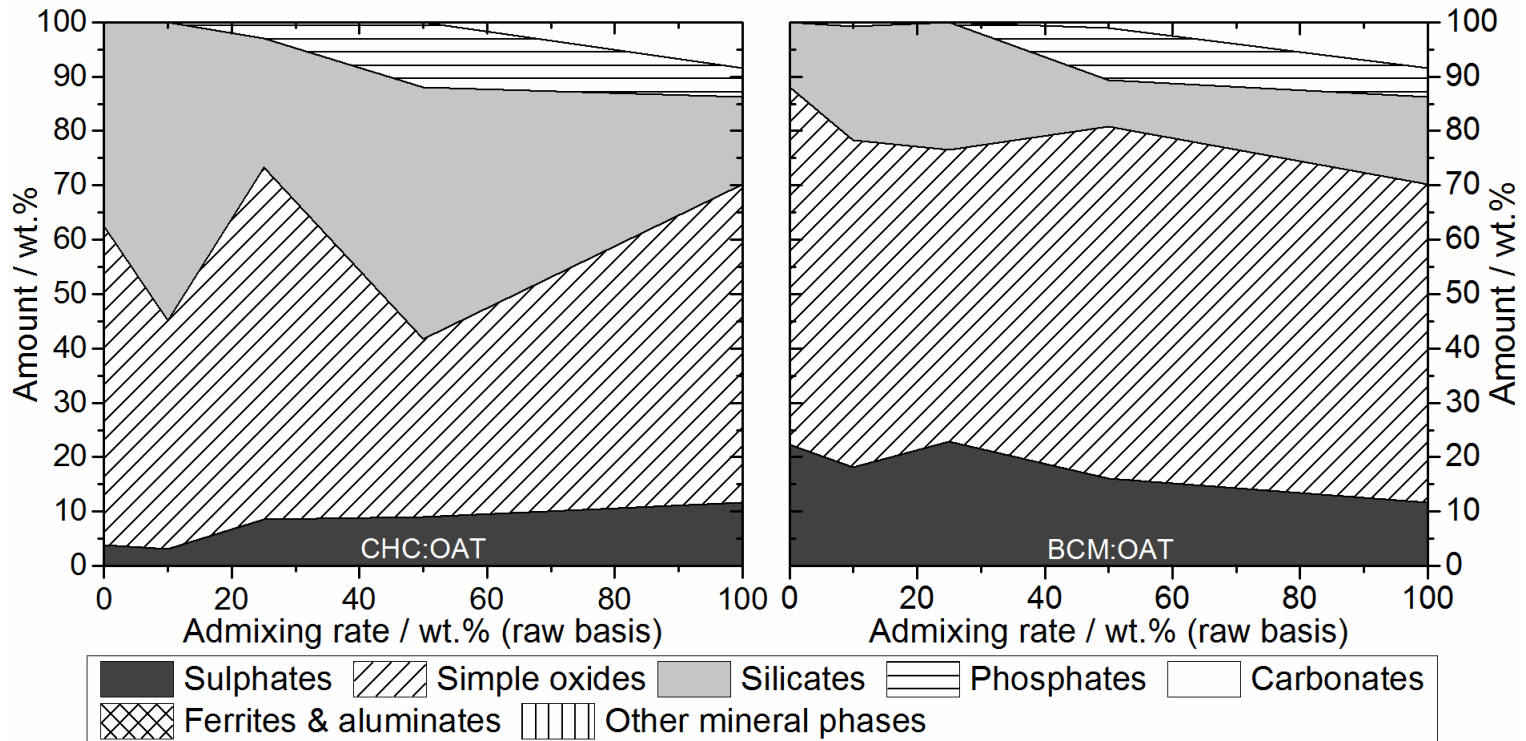 100
90
80
70
60
50
40
30
20
10
0
Amount / wt.%
CHC:OAT
0 20 40 60 80 100
Admixing rate / wt.% (raw basis)
BCM:OAT
0 20 40 60 80 100
Admixing rate / wt.% (raw basis)
100
90
80
70
60
50
40
30
20
10
0
Amount / wt.%
Sulphates Simple oxides Silicates Phosphates Carbonates
Ferrites & aluminates Other mineral phases